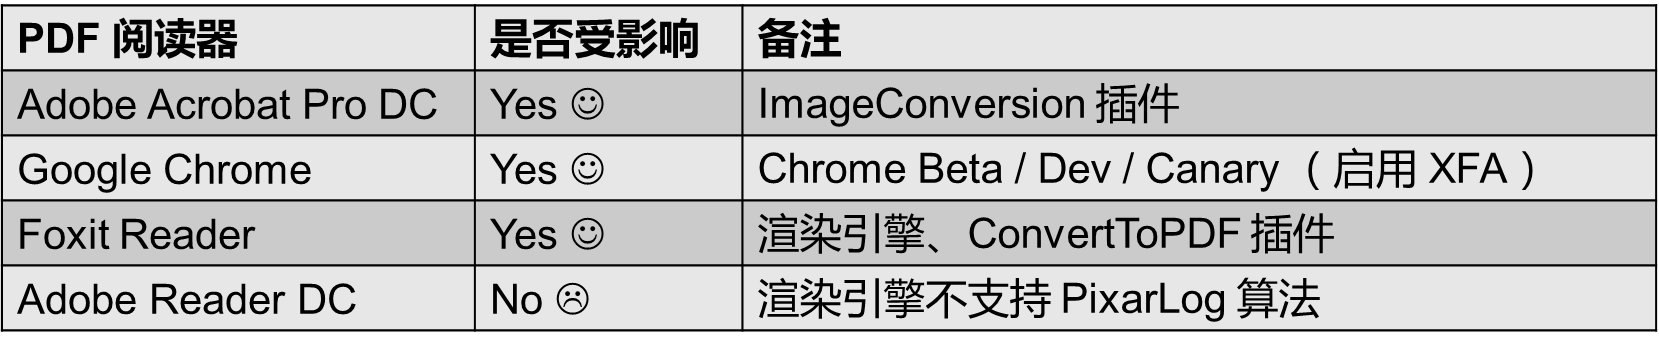 PDF 阅读器 是否受影响 备注
Adobe Acrobat Pro DC Yes ☺ ImageConversion 插件
Google Chrome Yes ☺ Chrome Beta / Dev / Canary （启用 XFA）
Foxit Reader Yes ☺ 渲染引擎、ConvertToPDF 插件
Adobe Reader DC No ☹ 渲染引擎不支持 PixarLog 算法